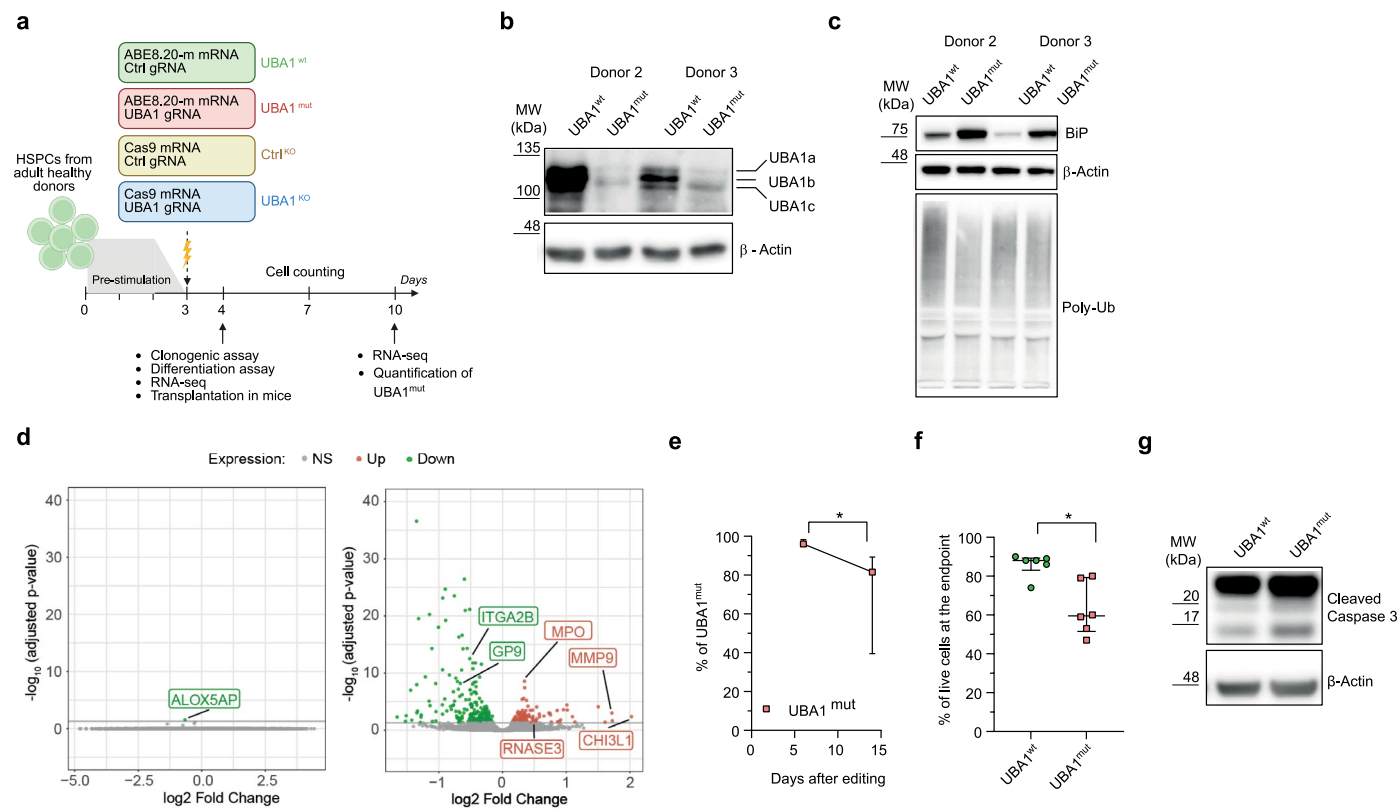 a
ABE8.20-m mRNA
Ctrl gRNA
UBA1wt
ABE8.20-m mRNA
UBA1 gRNA
UBA1mut
Cas9 mRNA
Ctrl gRNA
CtrlKO
Cas9 mRNA
UBA1 gRNA
UBA1KO
HSPCs from
adult healthy
donors
Pre-stimulation
Cell counting
Days
0
3
4
7
10
• Clonogenic assay
• Differentiation assay
• RNA-seq
• Transplantation in mice
• RNA-seq
• Quantification of
UBA1mut
b
Donor 2
Donor 3
MW
(kDa)
UBA1wt
UBA1mut
UBA1wt
UBA1mut
135
100
48
UBA1a
UBA1b
UBA1c
β - Actin
c
Donor 2
Donor 3
MW
(kDa)
UBA1wt
UBA1mut
UBA1wt
UBA1mut
75
48
BiP
β-Actin
Poly-Ub
d
Expression: • NS • Up • Down
-log10 (adjusted p-value)
40
30
20
10
0
ALOX5AP
−5.0
−2.5
0.0
2.5
log2 Fold Change
-log10 (adjusted p-value)
40
30
20
10
0
ITGA2B
GP9
MPO
MMP9
RNASE3
CHI3L1
−1
0
1
2
log2 Fold Change
e
*
% of UBA1mut
100
80
60
40
20
0
UBA1 mut
0
5
10
15
Days after editing
f
*
% of live cells at the endpoint
100
80
60
40
20
0
UBA1wt
UBA1mut
g
MW
(kDa)
UBA1wt
UBA1mut
20
17
48
Cleaved
Caspase 3
β-Actin